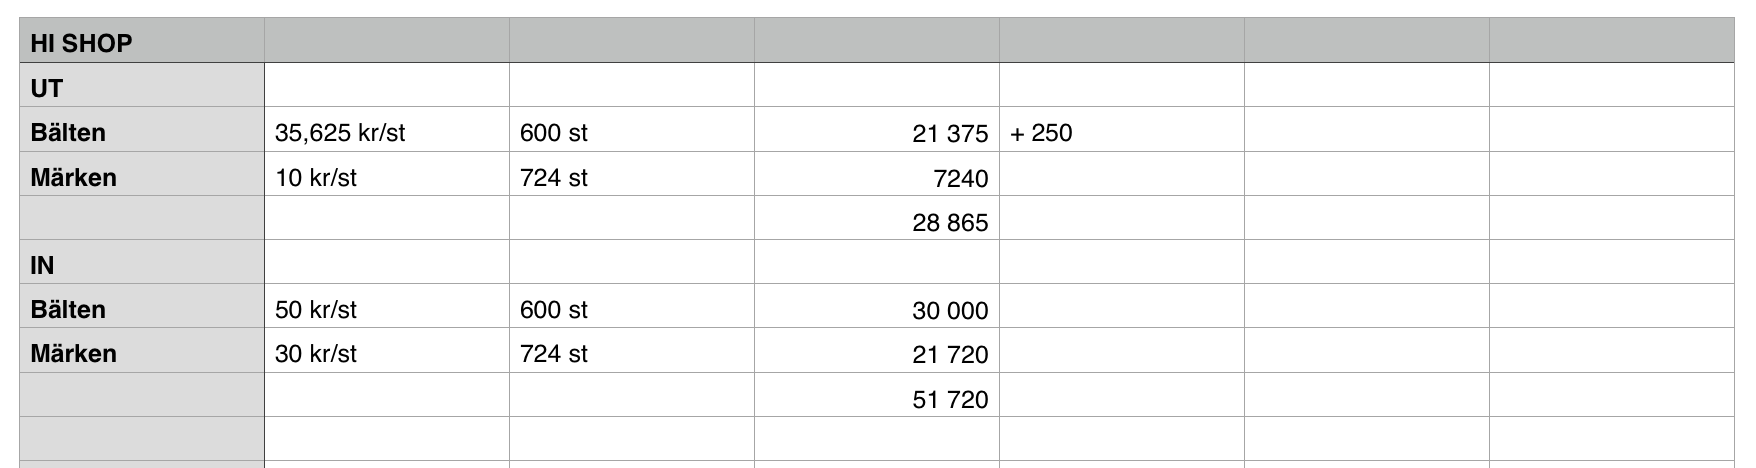 HI SHOP
UT
Bälten 35,625 kr/st 600 st 21 375 + 250
Märken 10 kr/st 724 st 7240
28 865
IN
Bälten 50 kr/st 600 st 30 000
Märken 30 kr/st 724 st 21 720
51 720